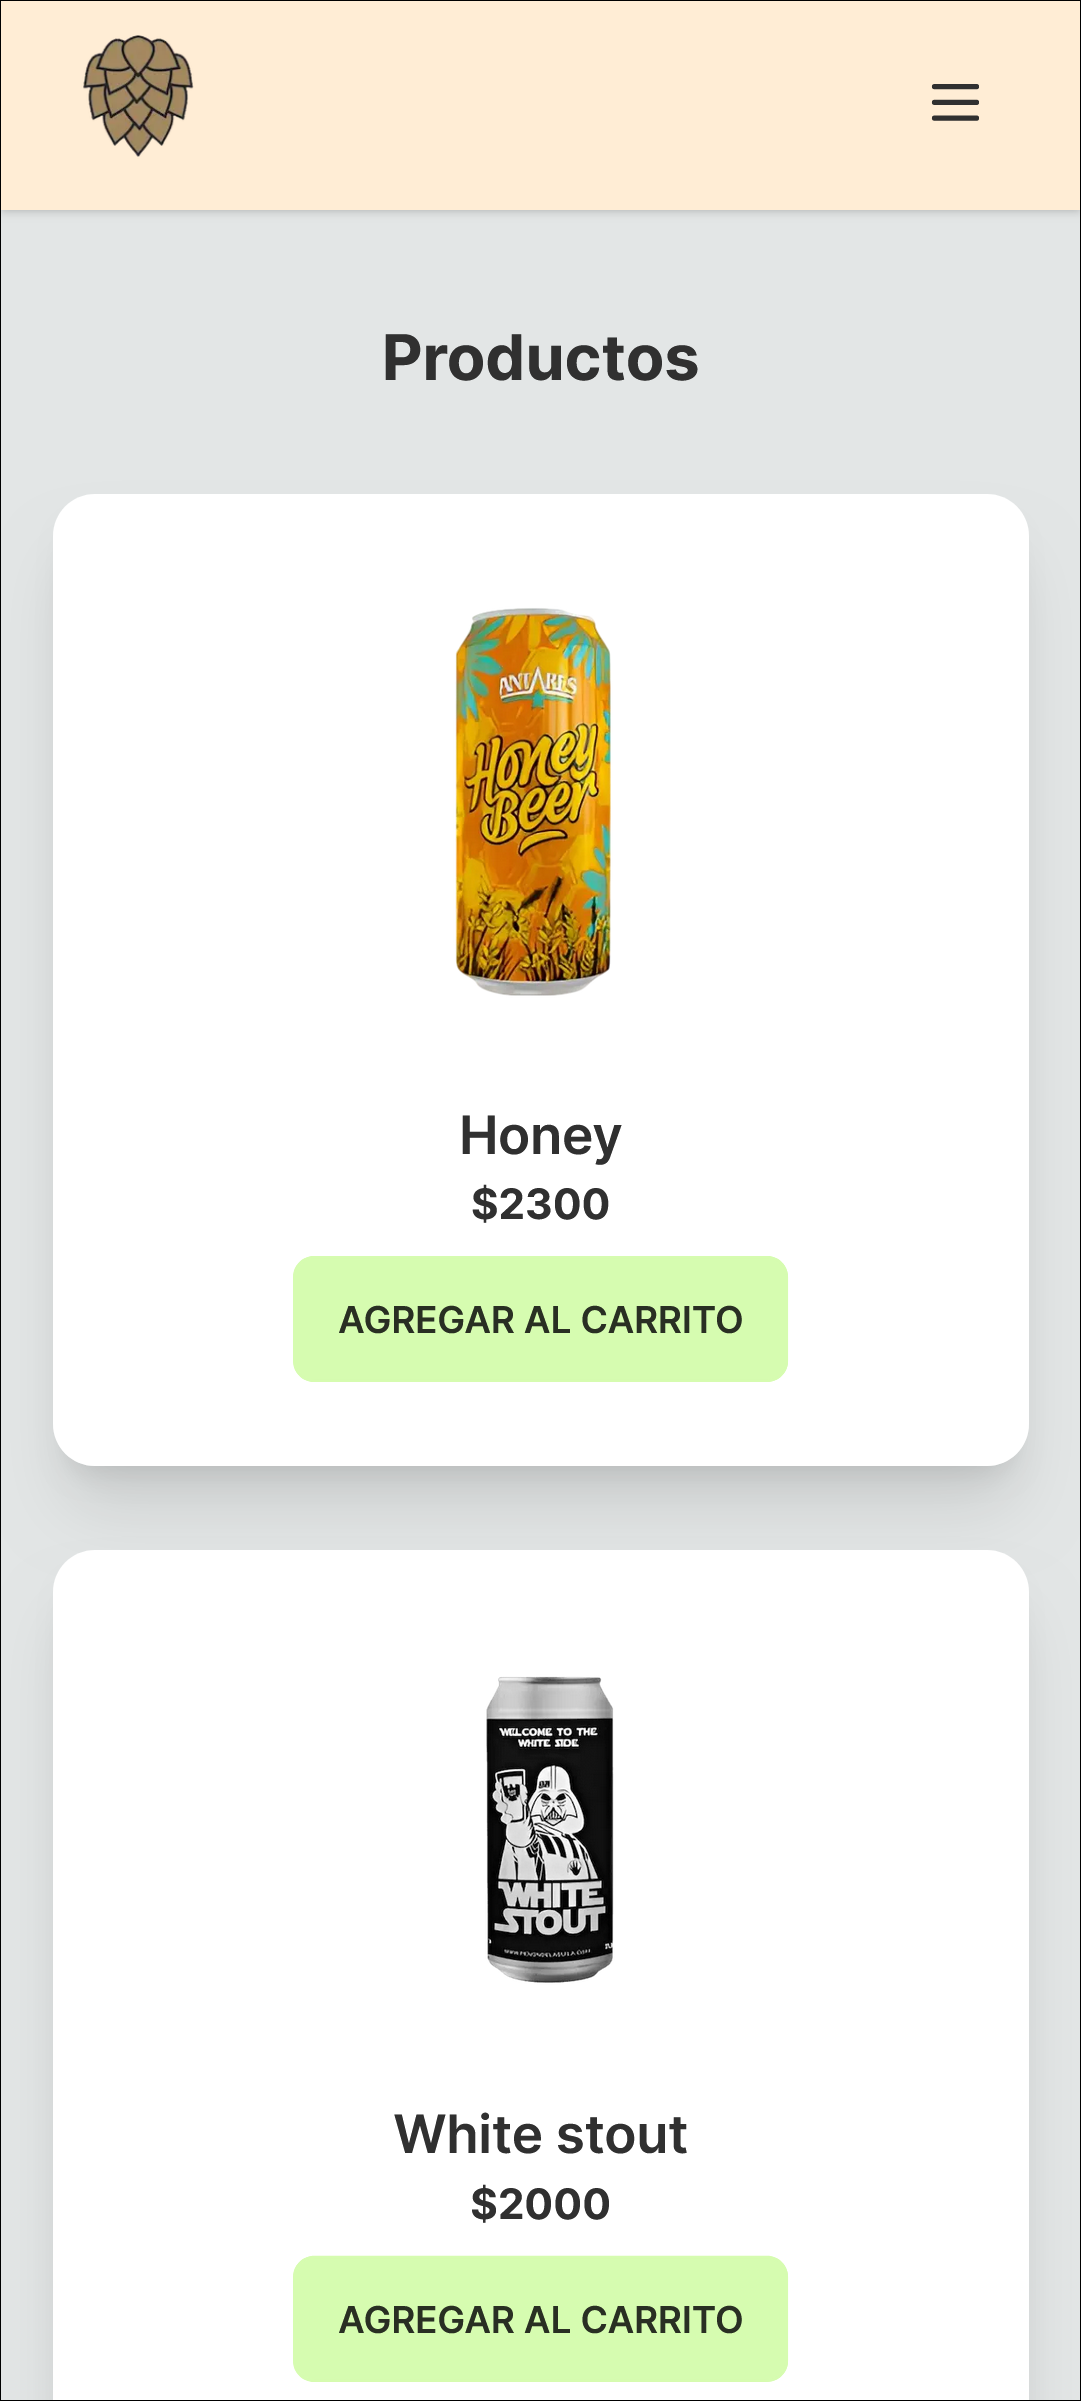 Productos
ANTARES
Honey
Beer
Honey
$2300
AGREGAR AL CARRITO
WELCOME TO THE
WHITE SIDE
WHITE
STOUT
White stout
$2000
AGREGAR AL CARRITO